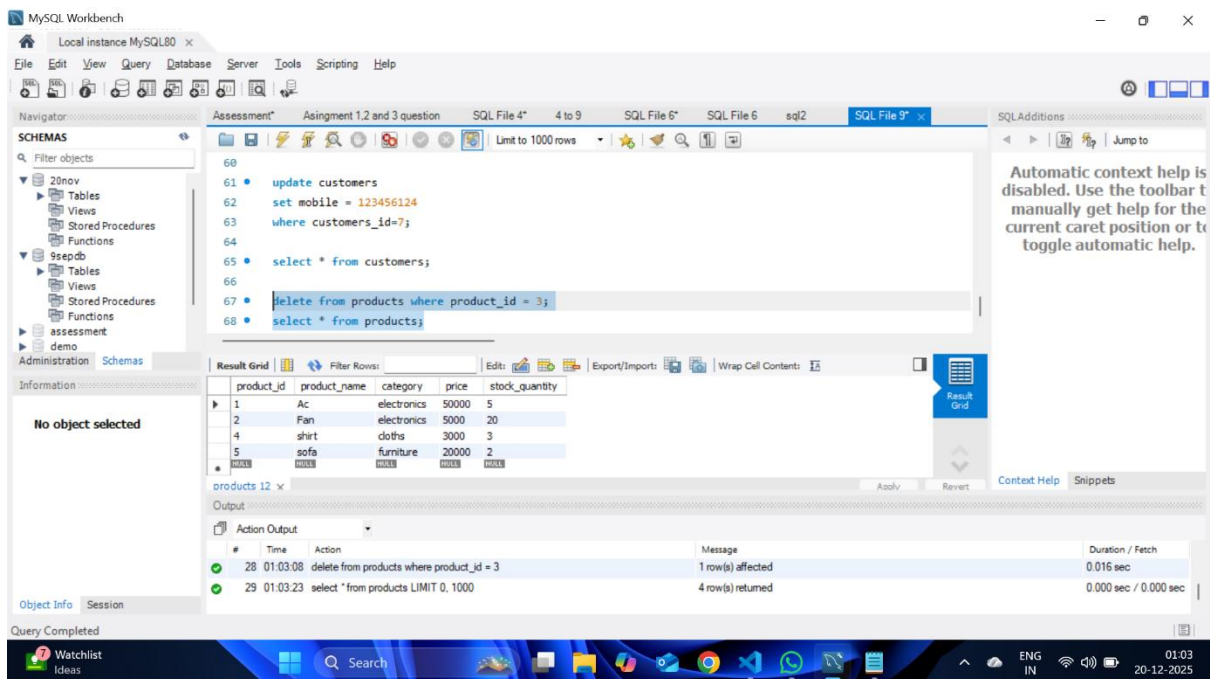 MySQL Workbench
Local instance MySQL80
File Edit View Query Database Server Tools Scripting Help
Navigator
SCHEMAS
Filter objects
20nov
Tables
Views
Stored Procedures
Functions
9sepdb
Tables
Views
Stored Procedures
Functions
assessment
demo
Administration Schemas
Information
No object selected
Object Info Session
Assessment* Asingment 1,2 and 3 question SQL File 4* 4 to 9 SQL File 6* SQL File 6 sql2 SQL File 9*
Limit to 1000 rows
60
61 update customers
62 set mobile = 123456124
63 where customers_id=7;
64
65 select * from customers;
66
67 delete from products where product_id = 3;
68 select * from products;
Result Grid Filter Rows: Edit: Export/Import: Wrap Cell Content:
product_id product_name category price stock_quantity
1 Ac electronics 50000 5
2 Fan electronics 5000 20
4 shirt cloths 3000 3
5 sofa furniture 20000 2
NULL NULL NULL NULL NULL
Result
Grid
products 12 Apply Revert
Output
Action Output
# Time Action Message Duration / Fetch
28 01:03:08 delete from products where product_id = 3 1 row(s) affected 0.016 sec
29 01:03:23 select * from products LIMIT 0, 1000 4 row(s) returned 0.000 sec / 0.000 sec
SQLAdditions
Jump to
Automatic context help is
disabled. Use the toolbar t
manually get help for the
current caret position or to
toggle automatic help.
Context Help Snippets
Query Completed
7
Watchlist
Ideas
Search
ENG
IN
01:03
20-12-2025